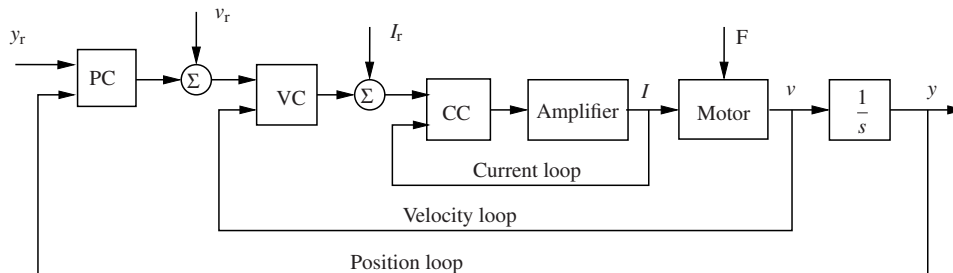 y_r
v_r
I_r
F
PC
Σ
VC
Σ
CC
Amplifier
I
Motor
v
1/s
y
Current loop
Velocity loop
Position loop